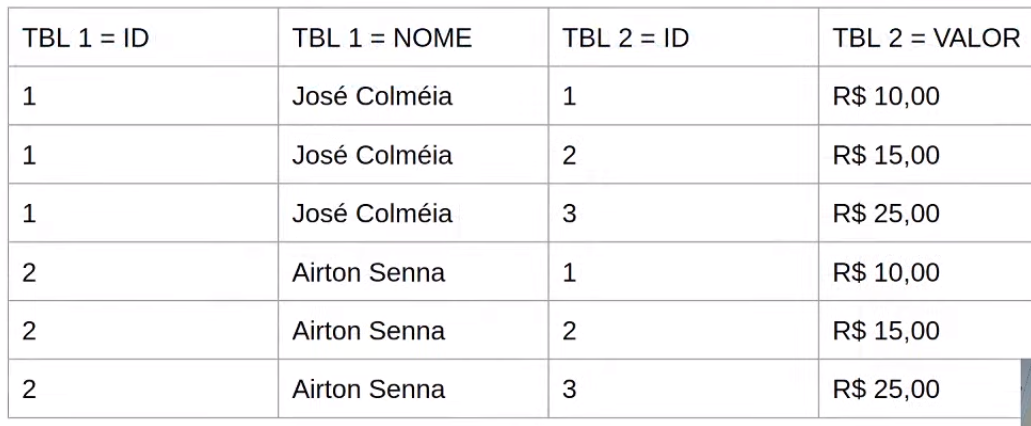 TBL 1 = ID TBL 1 = NOME TBL 2 = ID TBL 2 = VALOR
1 José Colméia 1 R$ 10,00
1 José Colméia 2 R$ 15,00
1 José Colméia 3 R$ 25,00
2 Airton Senna 1 R$ 10,00
2 Airton Senna 2 R$ 15,00
2 Airton Senna 3 R$ 25,00